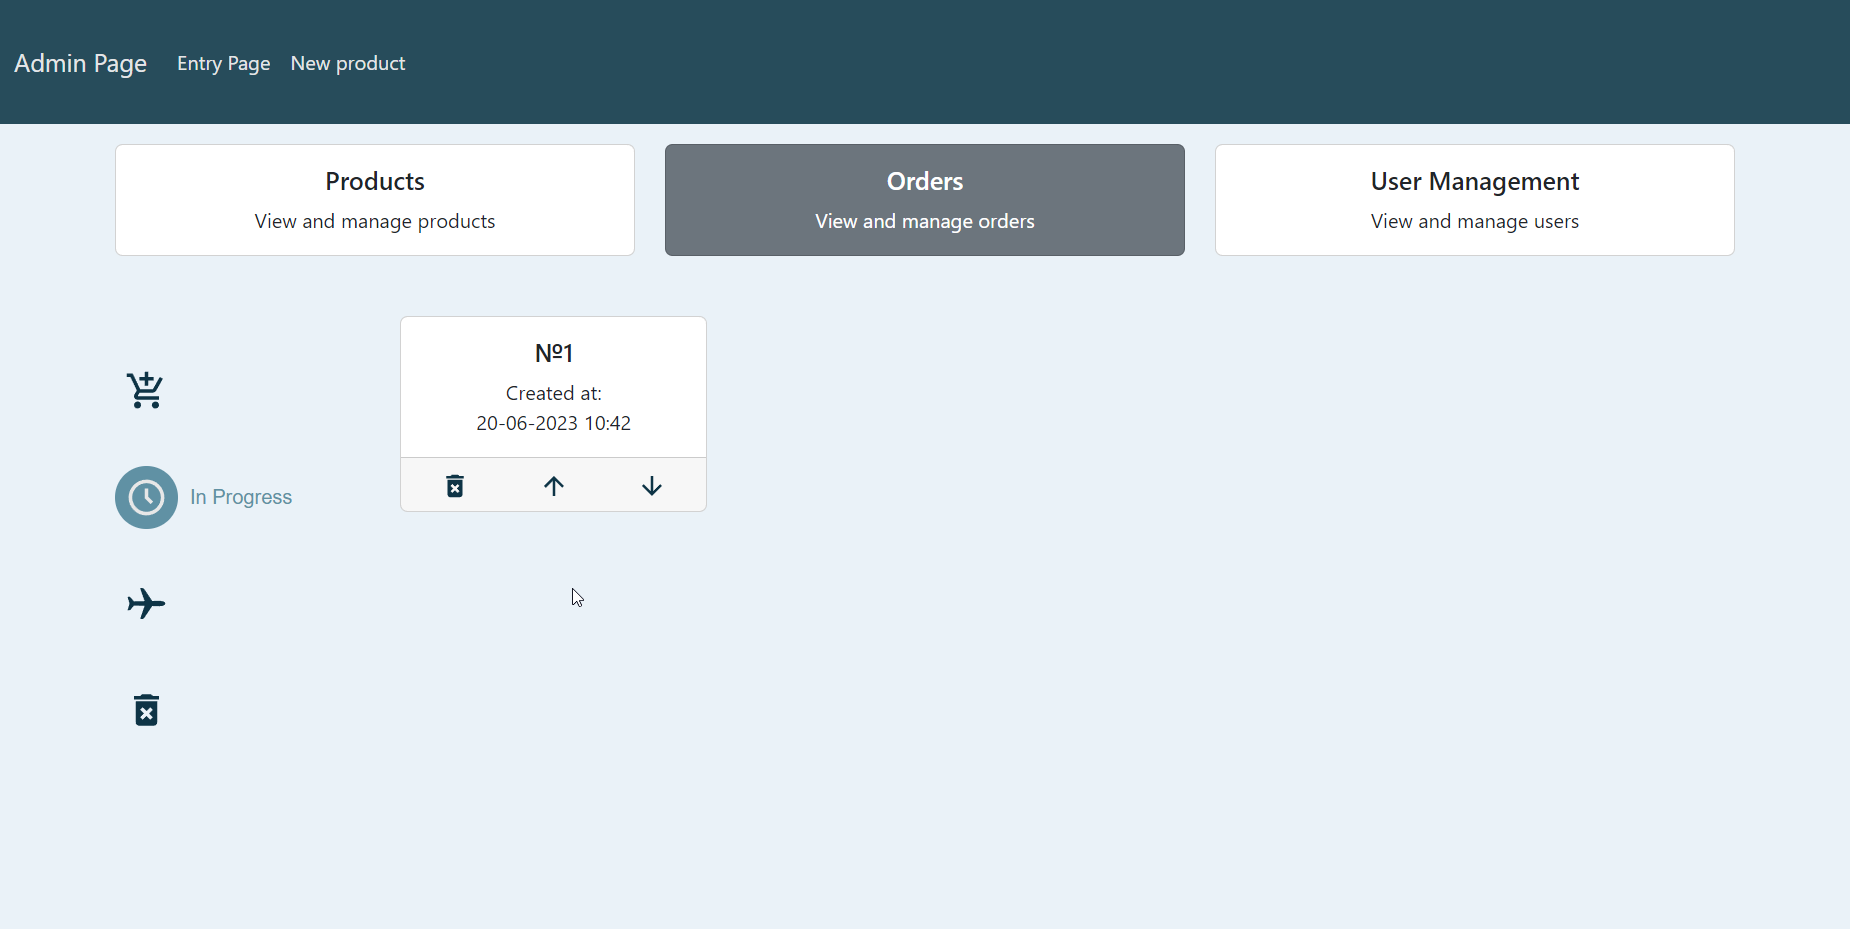 Admin Page
Entry Page
New product
Products
View and manage products
Orders
View and manage orders
User Management
View and manage users
№1
Created at:
20-06-2023 10:42
In Progress